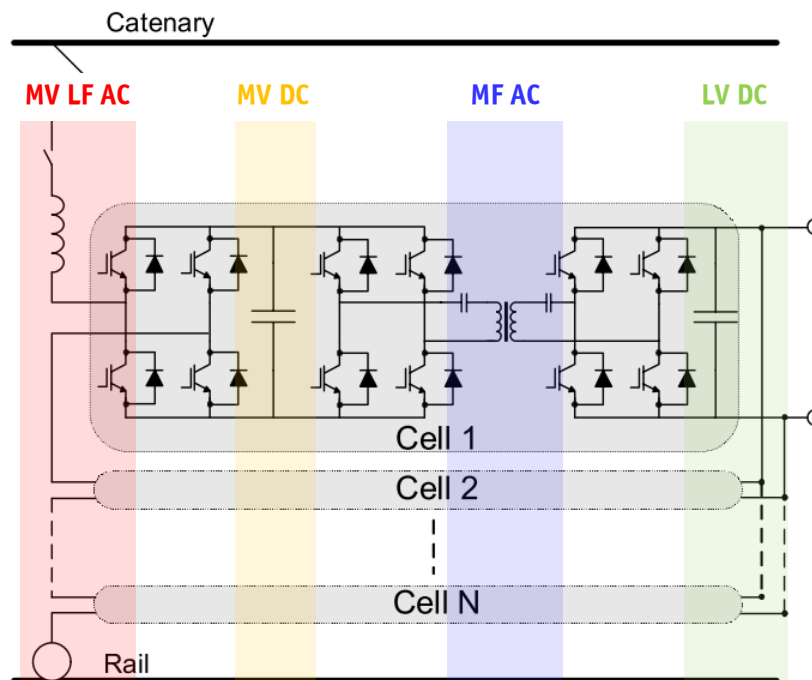 Catenary
MV LF AC
MV DC
MF AC
LV DC
Cell 1
Cell 2
Cell N
Rail